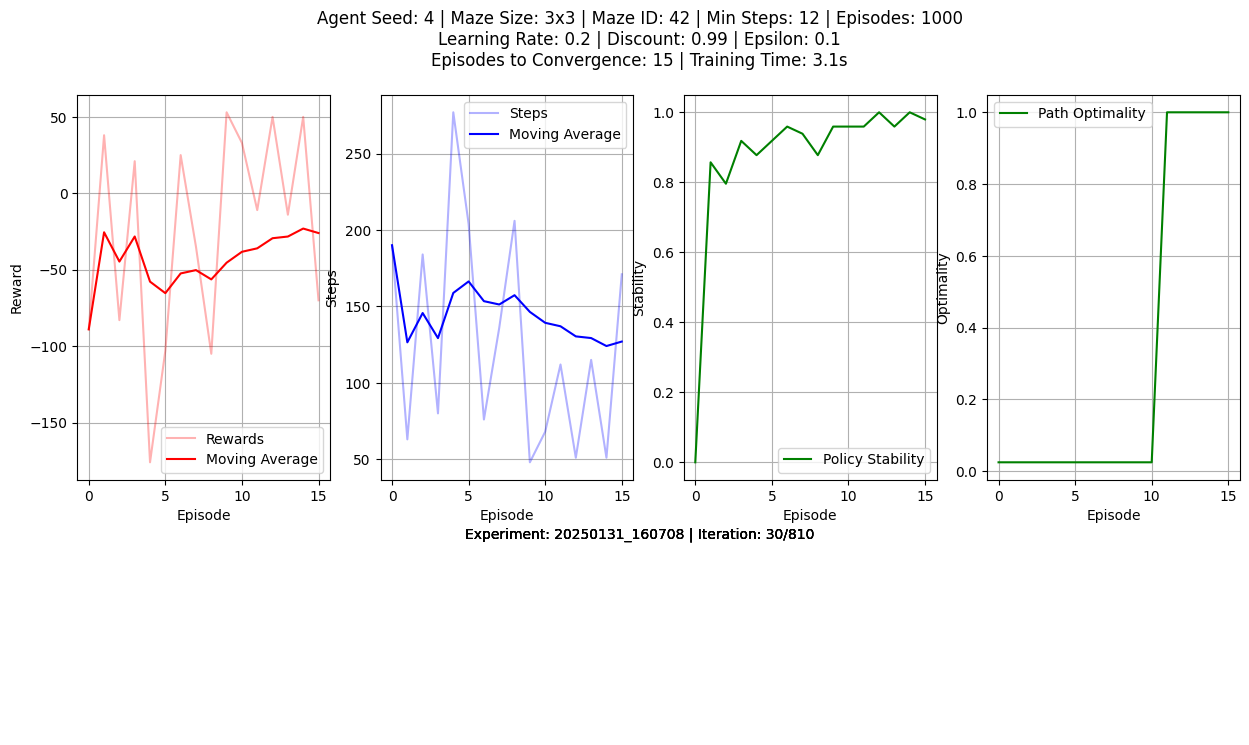 Agent Seed: 4 | Maze Size: 3x3 | Maze ID: 42 | Min Steps: 12 | Episodes: 1000
Learning Rate: 0.2 | Discount: 0.99 | Epsilon: 0.1
Episodes to Convergence: 15 | Training Time: 3.1s
Reward
50
0
−50
−100
−150
Rewards
Moving Average
0 5 10 15
Episode
Steps
250
200
150
100
50
Steps
Moving Average
0 5 10 15
Episode
Stability
1.0
0.8
0.6
0.4
0.2
0.0
Policy Stability
0 5 10 15
Episode
Optimality
1.0
0.8
0.6
0.4
0.2
0.0
Path Optimality
0 5 10 15
Episode
Experiment: 20250131_160708 | Iteration: 30/810